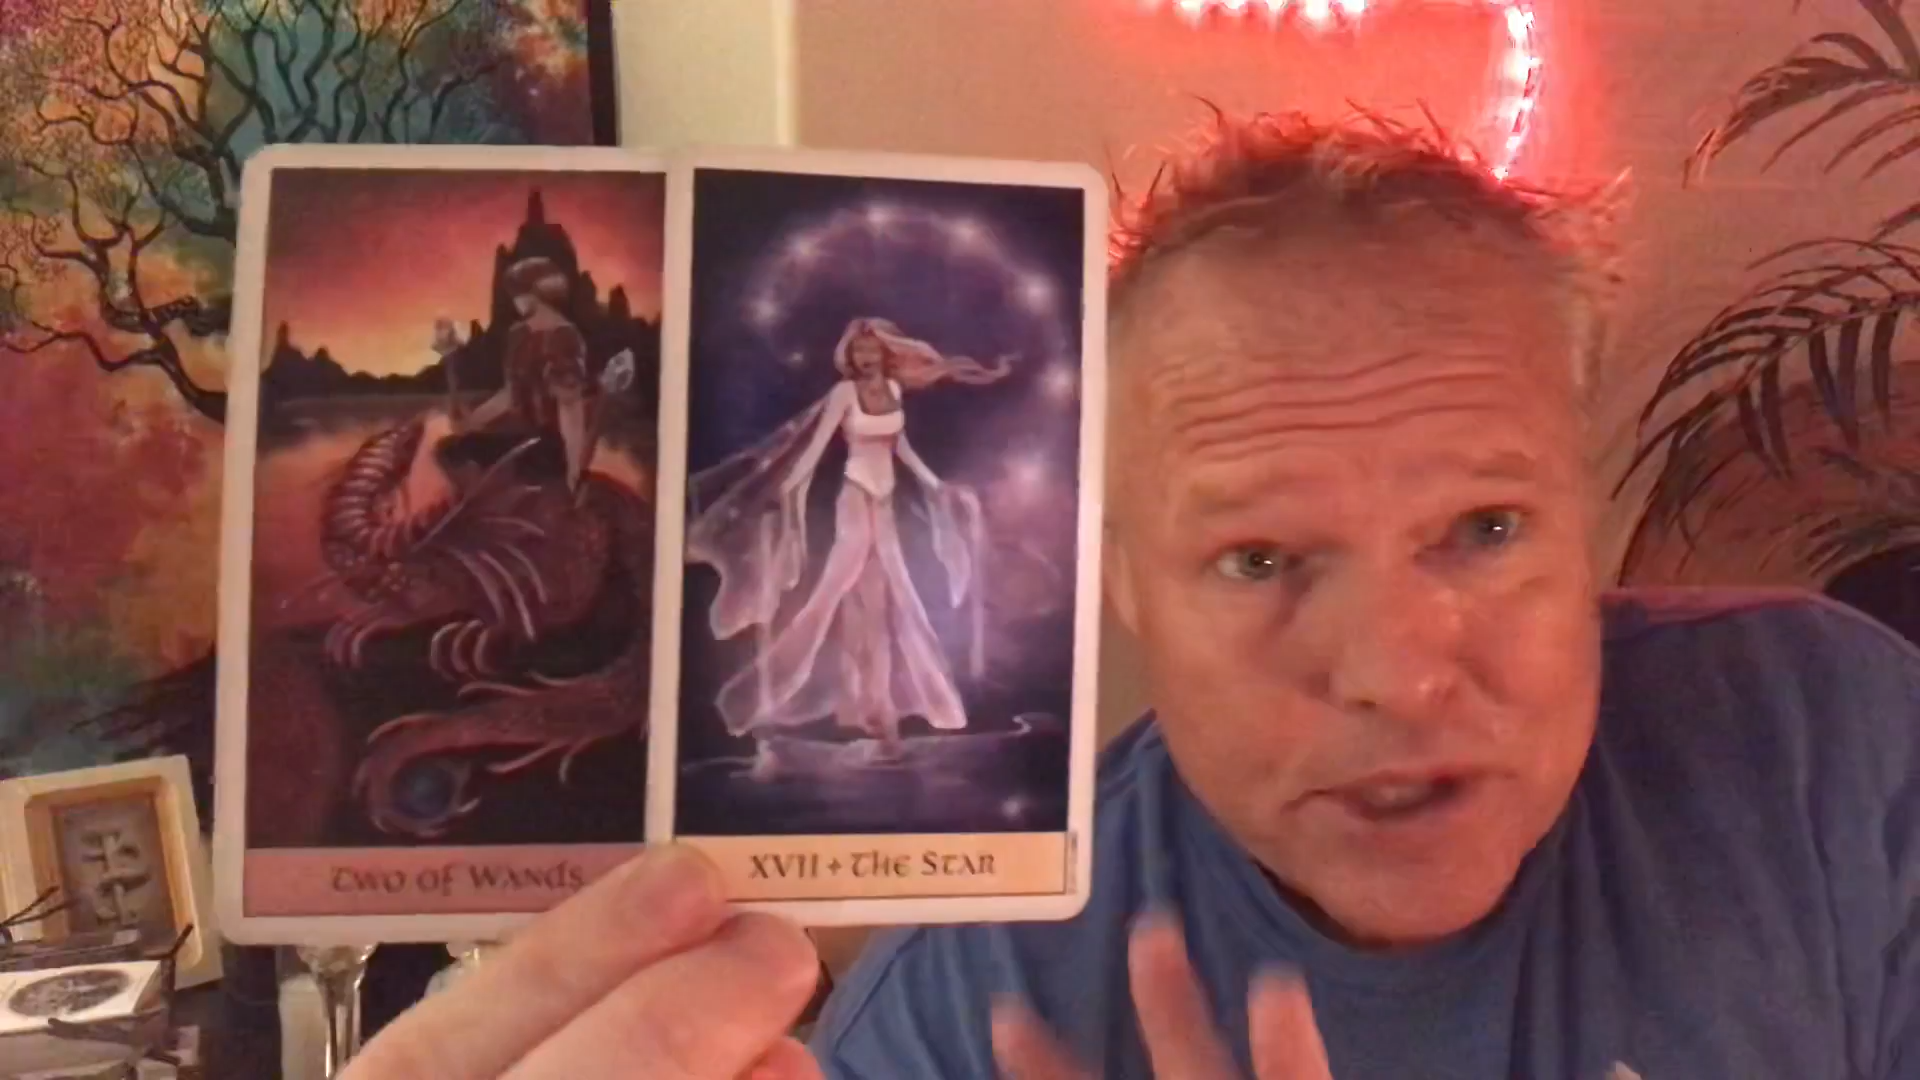 Two of Wands
XVII + The Star